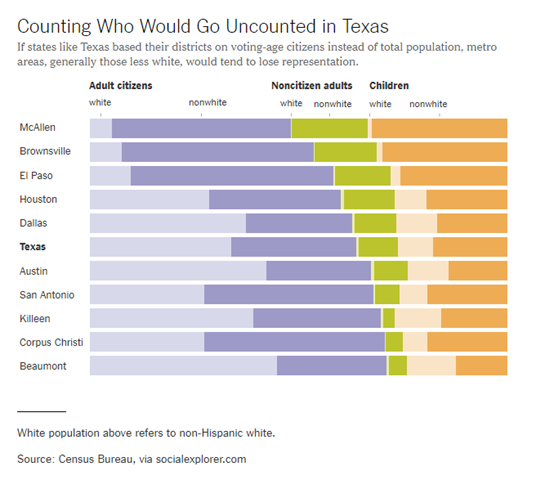 Counting Who Would Go Uncounted in Texas
If states like Texas based their districts on voting-age citizens instead of total population, metro
areas, generally those less white, would tend to lose representation.
Adult citizens Noncitizen adults Children
white nonwhite white nonwhite white nonwhite
McAllen
Brownsville
El Paso
Houston
Dallas
Texas
Austin
San Antonio
Killeen
Corpus Christi
Beaumont
White population above refers to non-Hispanic white.
Source: Census Bureau, via socialexplorer.com